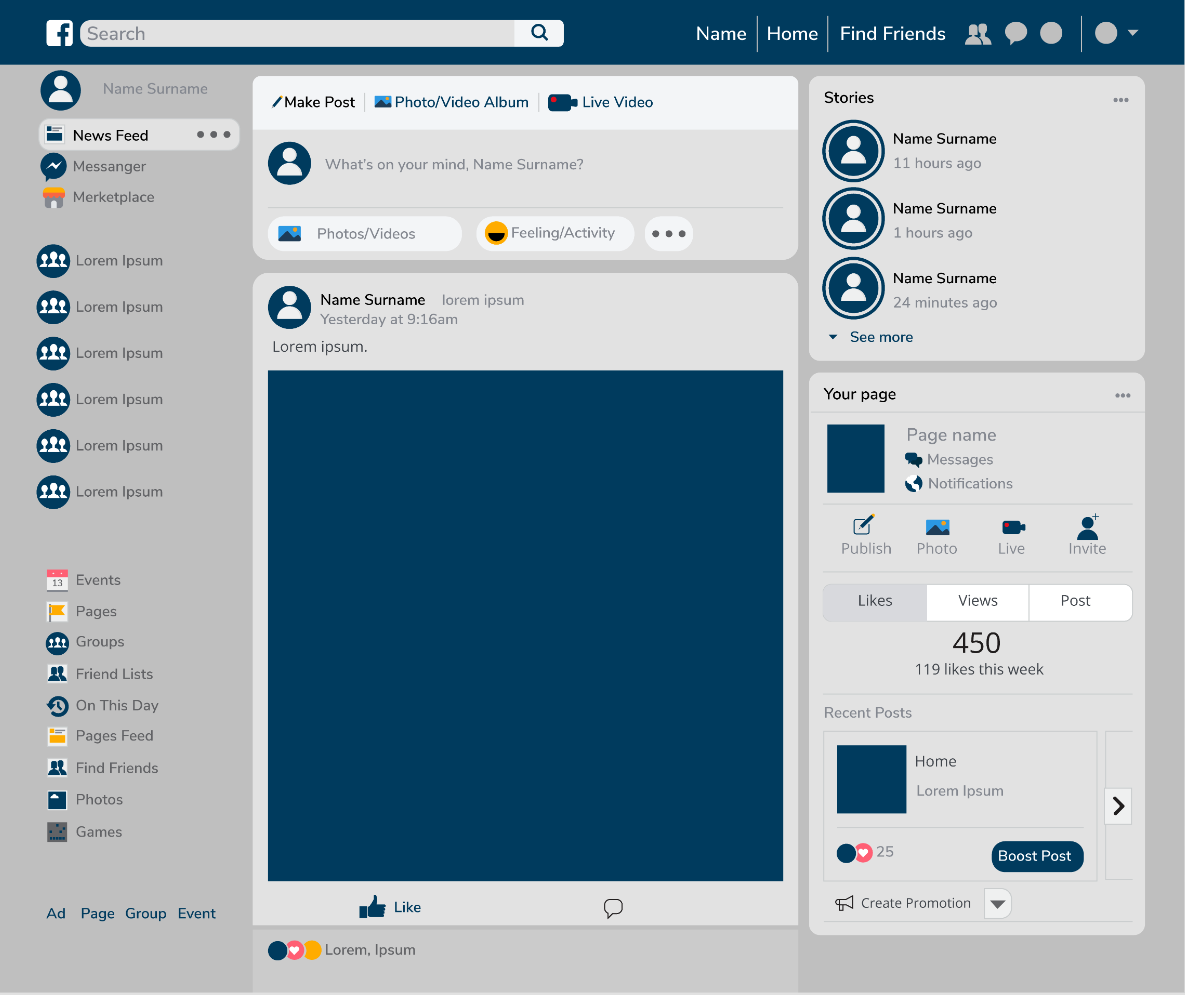 f
Search
Name
Home
Find Friends
Name Surname
News Feed
Messanger
Merketplace
Lorem Ipsum
Lorem Ipsum
Lorem Ipsum
Lorem Ipsum
Lorem Ipsum
Lorem Ipsum
13
Events
Pages
Groups
Friend Lists
On This Day
Pages Feed
Find Friends
Photos
Games
Ad Page Group Event
Make Post
Photo/Video Album
Live Video
What's on your mind, Name Surname?
Photos/Videos
Feeling/Activity
Name Surname lorem ipsum
Yesterday at 9:16am
Lorem ipsum.
Like
Lorem, Ipsum
Stories
Name Surname
11 hours ago
Name Surname
1 hours ago
Name Surname
24 minutes ago
See more
Your page
Page name
Messages
Notifications
Publish
Photo
Live
Invite
Likes
Views
Post
450
119 likes this week
Recent Posts
Home
Lorem Ipsum
25
Boost Post
Create Promotion